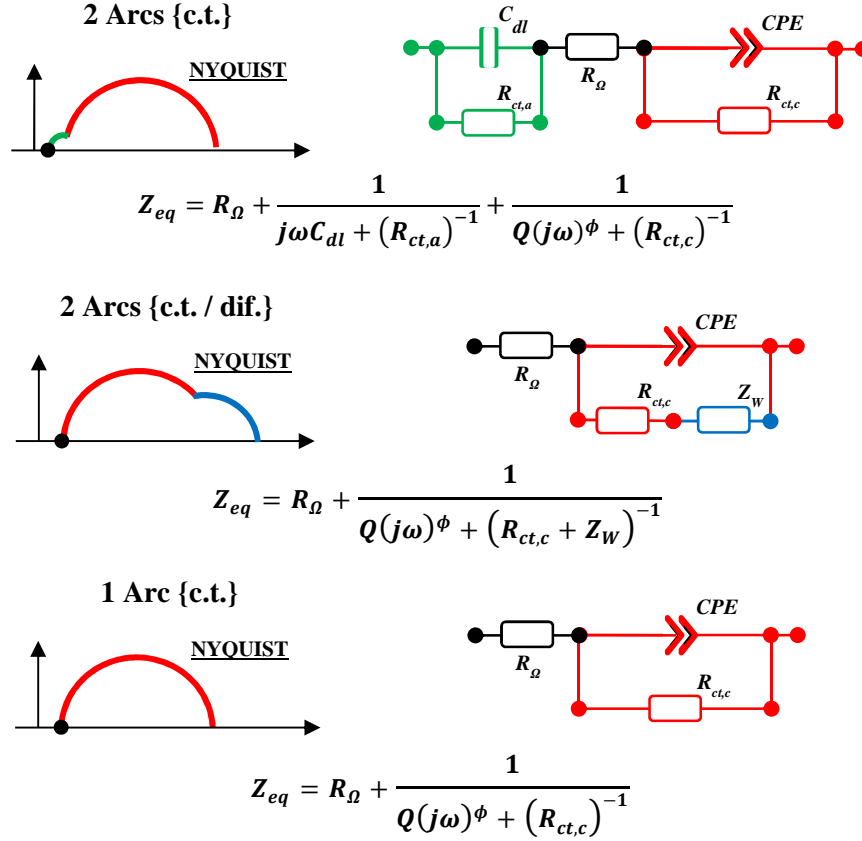 2 Arcs {c.t.}
NYQUIST
C_dl
R_ct,a
R_Ω
CPE
R_ct,c
Z_eq = R_Ω + 1 / (jωC_dl + (R_ct,a)^−1) + 1 / (Q(jω)^ϕ + (R_ct,c)^−1)
2 Arcs {c.t. / dif.}
NYQUIST
R_Ω
CPE
R_ct,c
Z_W
Z_eq = R_Ω + 1 / (Q(jω)^ϕ + (R_ct,c + Z_W)^−1)
1 Arc {c.t.}
NYQUIST
R_Ω
CPE
R_ct,c
Z_eq = R_Ω + 1 / (Q(jω)^ϕ + (R_ct,c)^−1)